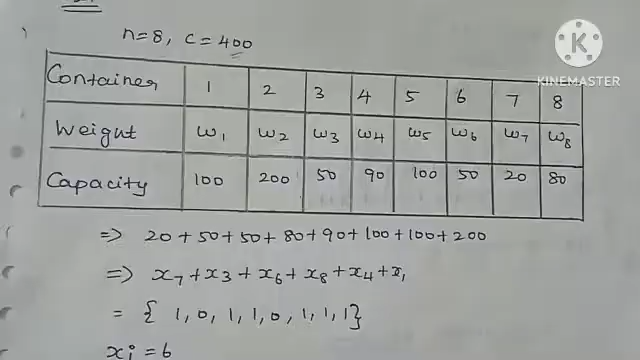 n=8, c=400
K
KINEMASTER
Container 1 2 3 4 5 6 7 8
Weight w₁ w₂ w₃ w₄ w₅ w₆ w₇ w₈
Capacity 100 200 50 90 100 50 20 80
⇒ 20+50+50+80+90+100+100+200
⇒ x₇+x₃+x₆+x₈+x₄+x₁
= { 1, 0, 1, 1, 0, 1, 1, 1}
xᵢ = 6